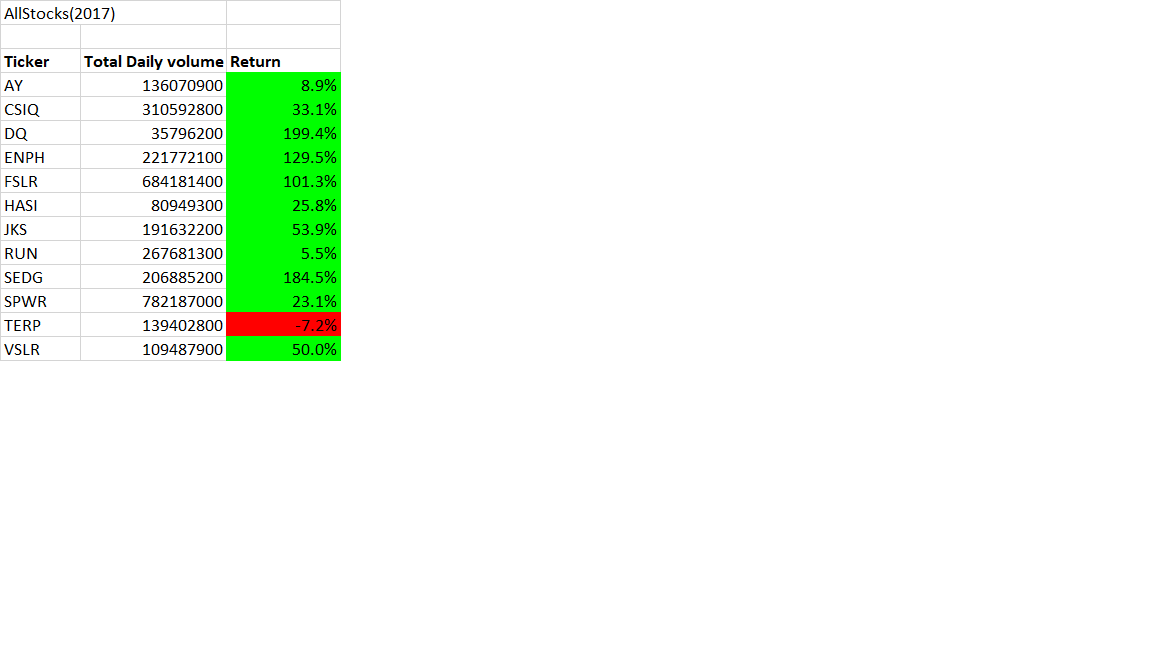 AllStocks(2017)
Ticker Total Daily volume Return
AY 136070900 8.9%
CSIQ 310592800 33.1%
DQ 35796200 199.4%
ENPH 221772100 129.5%
FSLR 684181400 101.3%
HASI 80949300 25.8%
JKS 191632200 53.9%
RUN 267681300 5.5%
SEDG 206885200 184.5%
SPWR 782187000 23.1%
TERP 139402800 -7.2%
VSLR 109487900 50.0%